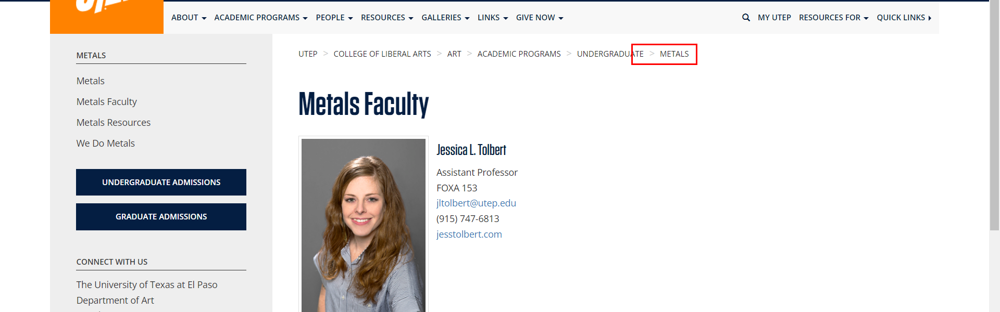 ABOUT ACADEMIC PROGRAMS PEOPLE RESOURCES GALLERIES LINKS GIVE NOW MY UTEP RESOURCES FOR QUICK LINKS
METALS
Metals
Metals Faculty
Metals Resources
We Do Metals
UNDERGRADUATE ADMISSIONS
GRADUATE ADMISSIONS
CONNECT WITH US
The University of Texas at El Paso
Department of Art
UTEP > COLLEGE OF LIBERAL ARTS > ART > ACADEMIC PROGRAMS > UNDERGRADUATE > METALS
Metals Faculty
Jessica L. Tolbert
Assistant Professor
FOXA 153
jltolbert@utep.edu
(915) 747-6813
jesstolbert.com